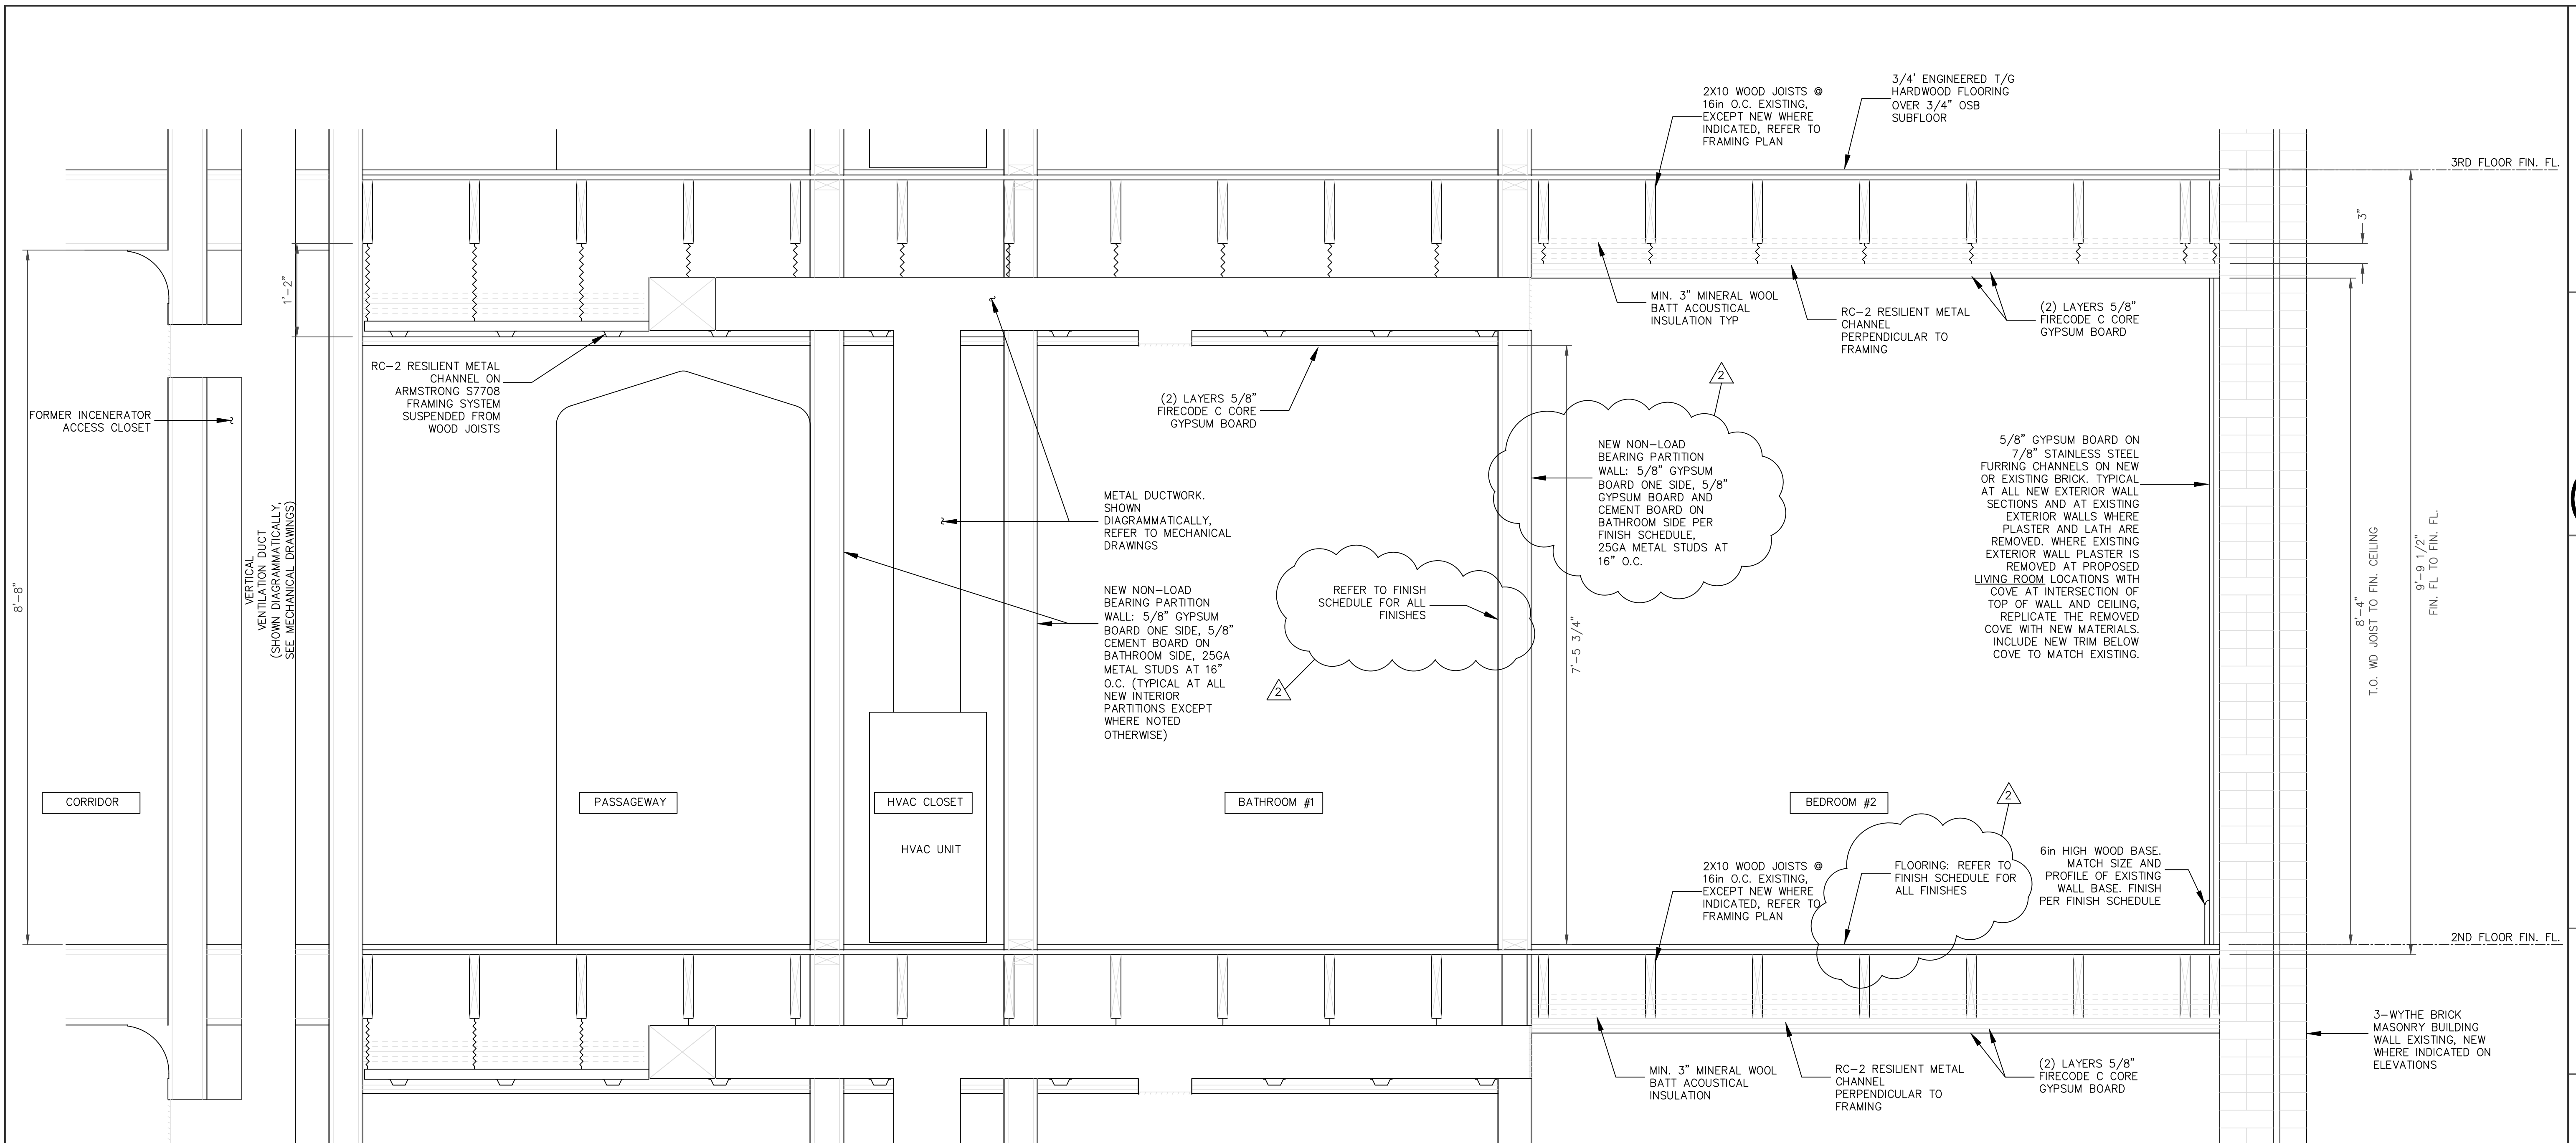 2X10 WOOD JOISTS @
16in O.C. EXISTING,
EXCEPT NEW WHERE
INDICATED, REFER TO
FRAMING PLAN
3/4' ENGINEERED T/G
HARDWOOD FLOORING
OVER 3/4" OSB
SUBFLOOR
3RD FLOOR FIN. FL.
3"
1'-2"
MIN. 3" MINERAL WOOL
BATT ACOUSTICAL
INSULATION TYP
RC-2 RESILIENT METAL
CHANNEL
PERPENDICULAR TO
FRAMING
(2) LAYERS 5/8"
FIRECODE C CORE
GYPSUM BOARD
RC-2 RESILIENT METAL
CHANNEL ON
ARMSTRONG S7708
FRAMING SYSTEM
SUSPENDED FROM
WOOD JOISTS
FORMER INCENERATOR
ACCESS CLOSET
(2) LAYERS 5/8"
FIRECODE C CORE
GYPSUM BOARD
2
NEW NON-LOAD
BEARING PARTITION
WALL: 5/8" GYPSUM
BOARD ONE SIDE, 5/8"
GYPSUM BOARD AND
CEMENT BOARD ON
BATHROOM SIDE PER
FINISH SCHEDULE,
25GA METAL STUDS AT
16" O.C.
5/8" GYPSUM BOARD ON
7/8" STAINLESS STEEL
FURRING CHANNELS ON NEW
OR EXISTING BRICK. TYPICAL
AT ALL NEW EXTERIOR WALL
SECTIONS AND AT EXISTING
EXTERIOR WALLS WHERE
PLASTER AND LATH ARE
REMOVED. WHERE EXISTING
EXTERIOR WALL PLASTER IS
REMOVED AT PROPOSED
LIVING ROOM LOCATIONS WITH
COVE AT INTERSECTION OF
TOP OF WALL AND CEILING,
REPLICATE THE REMOVED
COVE WITH NEW MATERIALS.
INCLUDE NEW TRIM BELOW
COVE TO MATCH EXISTING.
METAL DUCTWORK.
SHOWN
DIAGRAMMATICALLY,
REFER TO MECHANICAL
DRAWINGS
8'-8"
VERTICAL
VENTILATION DUCT
(SHOWN DIAGRAMMATICALLY,
SEE MECHANICAL DRAWINGS)
NEW NON-LOAD
BEARING PARTITION
WALL: 5/8" GYPSUM
BOARD ONE SIDE, 5/8"
CEMENT BOARD ON
BATHROOM SIDE, 25GA
METAL STUDS AT 16"
O.C. (TYPICAL AT ALL
NEW INTERIOR
PARTITIONS EXCEPT
WHERE NOTED
OTHERWISE)
REFER TO FINISH
SCHEDULE FOR ALL
FINISHES
2
7'-5 3/4"
8'-4"
T.O. WD JOIST TO FIN. CEILING
9'-9 1/2"
FIN. FL TO FIN. FL.
CORRIDOR
PASSAGEWAY
HVAC CLOSET
BATHROOM #1
BEDROOM #2
2
HVAC UNIT
2X10 WOOD JOISTS @
16in O.C. EXISTING,
EXCEPT NEW WHERE
INDICATED, REFER TO
FRAMING PLAN
FLOORING: REFER TO
FINISH SCHEDULE FOR
ALL FINISHES
6in HIGH WOOD BASE.
MATCH SIZE AND
PROFILE OF EXISTING
WALL BASE. FINISH
PER FINISH SCHEDULE
2ND FLOOR FIN. FL.
MIN. 3" MINERAL WOOL
BATT ACOUSTICAL
INSULATION
RC-2 RESILIENT METAL
CHANNEL
PERPENDICULAR TO
FRAMING
(2) LAYERS 5/8"
FIRECODE C CORE
GYPSUM BOARD
3-WYTHE BRICK
MASONRY BUILDING
WALL EXISTING, NEW
WHERE INDICATED ON
ELEVATIONS